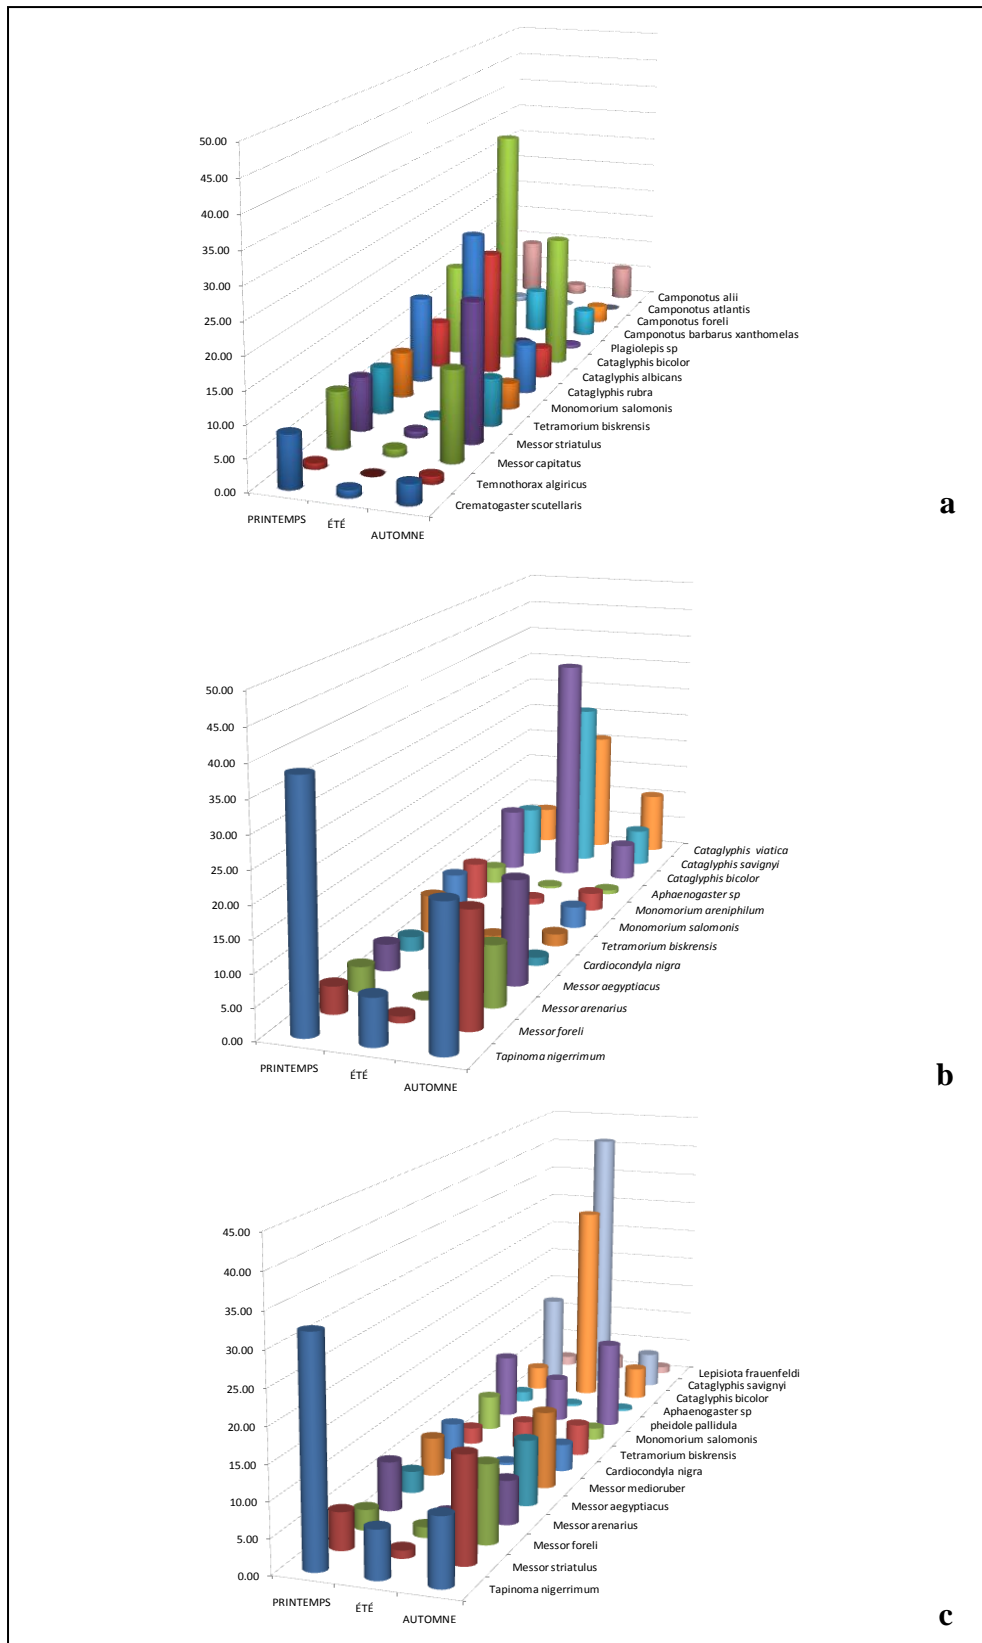 50.00
45.00
40.00
35.00
30.00
25.00
20.00
15.00
10.00
5.00
0.00
PRINTEMPS
ÉTÉ
AUTOMNE
Camponotus alii
Camponotus atlantis
Camponotus foreli
Camponotus barbarus xanthomelas
Plagiolepis sp
Cataglyphis bicolor
Cataglyphis albicans
Cataglyphis rubra
Monomorium salomonis
Tetramorium biskrensis
Messor striatulus
Messor capitatus
Temnothorax algiricus
Crematogaster scutellaris
a
50.00
45.00
40.00
35.00
30.00
25.00
20.00
15.00
10.00
5.00
0.00
PRINTEMPS
ÉTÉ
AUTOMNE
Cataglyphis viatica
Cataglyphis savignyi
Cataglyphis bicolor
Aphaenogaster sp
Monomorium areniphilum
Monomorium salomonis
Tetramorium biskrensis
Cardiocondyla nigra
Messor aegyptiacus
Messor arenarius
Messor foreli
Tapinoma nigerrimum
b
45.00
40.00
35.00
30.00
25.00
20.00
15.00
10.00
5.00
0.00
PRINTEMPS
ÉTÉ
AUTOMNE
Lepisiota frauenfeldi
Cataglyphis savignyi
Cataglyphis bicolor
Aphaenogaster sp
pheidole pallidula
Monomorium salomonis
Tetramorium biskrensis
Cardiocondyla nigra
Messor medioruber
Messor aegyptiacus
Messor arenarius
Messor foreli
Messor striatulus
Tapinoma nigerrimum
c